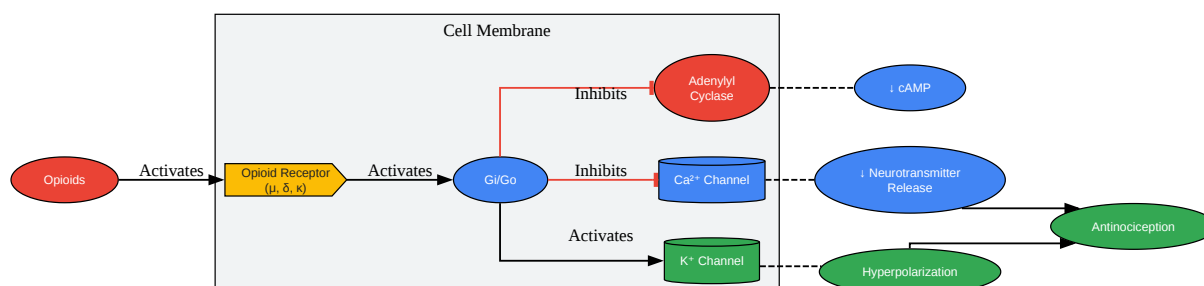 Cell Membrane
Adenylyl
Cyclase
Inhibits
↓ cAMP
Opioids
Activates
Opioid Receptor
(μ, δ, κ)
Activates
Gi/Go
Inhibits
Ca²⁺ Channel
↓ Neurotransmitter
Release
Activates
K⁺ Channel
Hyperpolarization
Antinociception